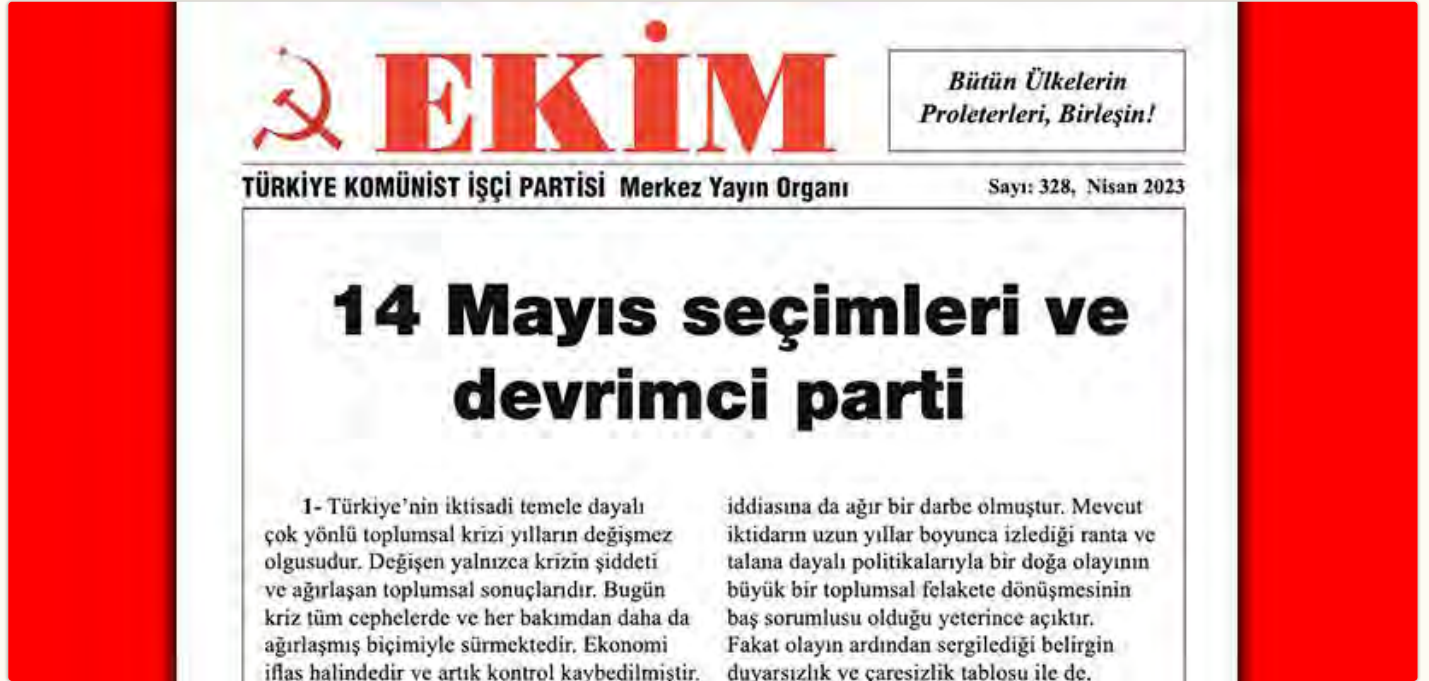 EKİM
Bütün Ülkelerin
Proleterleri, Birleşin!
TÜRKİYE KOMÜNİST İŞÇİ PARTİSİ Merkez Yayın Organı
Sayı: 328, Nisan 2023
14 Mayıs seçimleri ve
devrimci parti
1- Türkiye’nin iktisadi temele dayalı
çok yönlü toplumsal krizi yılların değişmez
olgusudur. Değişen yalnızca krizin şiddeti
ve ağırlaşan toplumsal sonuçlarıdır. Bugün
kriz tüm cephelerde ve her bakımdan daha da
ağırlaşmış biçimiyle sürmektedir. Ekonomi
iflas halindedir ve artık kontrol kaybedilmiştir.
iddiasına da ağır bir darbe olmuştur. Mevcut
iktidarın uzun yıllar boyunca izlediği ranta ve
talana dayalı politikalarıyla bir doğa olayının
büyük bir toplumsal felakete dönüşmesinin
baş sorumlusu olduğu yeterince açıktır.
Fakat olayın ardından sergilediği belirgin
duyarsızlık ve çaresizlik tablosu ile de,